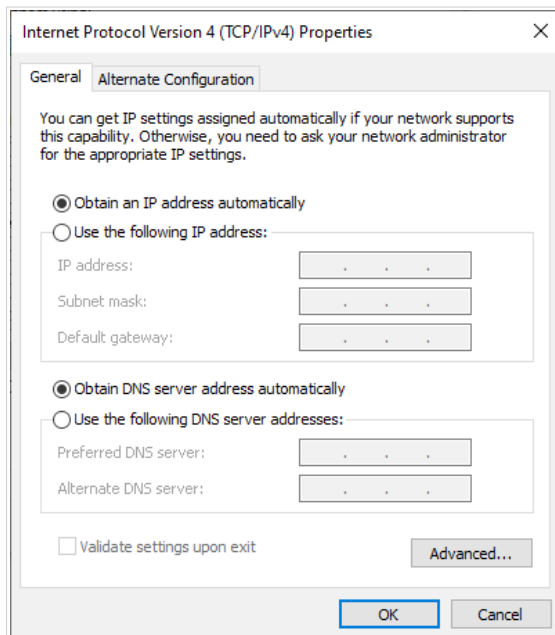 Internet Protocol Version 4 (TCP/IPv4) Properties
General
Alternate Configuration
You can get IP settings assigned automatically if your network supports
this capability. Otherwise, you need to ask your network administrator
for the appropriate IP settings.
Obtain an IP address automatically
Use the following IP address:
IP address:
Subnet mask:
Default gateway:
Obtain DNS server address automatically
Use the following DNS server addresses:
Preferred DNS server:
Alternate DNS server:
Validate settings upon exit
Advanced...
OK
Cancel